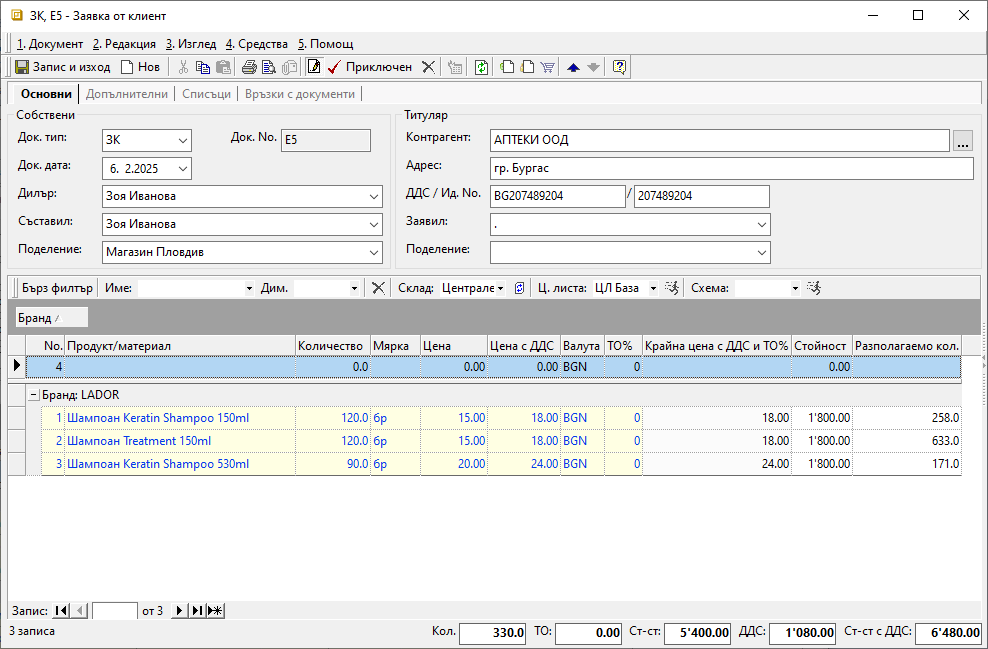 ЗК, Е5 - Заявка от клиент
1. Документ 2. Редакция 3. Изглед 4. Средства 5. Помощ
Запис и изход Нов Приключен
Основни Допълнителни Списъци Връзки с документи
Собствени
Док. тип: ЗК Док. No. E5
Док. дата: 6. 2.2025
Дилър: Зоя Иванова
Съставил: Зоя Иванова
Поделение: Магазин Пловдив
Титуляр
Контрагент: АПТЕКИ ООД ...
Адрес: гр. Бургас
ДДС / Ид. No. BG207489204 / 207489204
Заявил: .
Поделение:
Бърз филтър Име: Дим. Склад: Централе Ц. листа: ЦЛ База Схема:
Бранд
No. Продукт/материал Количество Мярка Цена Цена с ДДС Валута ТО% Крайна цена с ДДС и ТО% Стойност Разполагаемо кол.
4 0.0 0.00 0.00 BGN 0 0.00
Бранд: LADOR
1 Шампоан Keratin Shampoo 150ml 120.0 бр 15.00 18.00 BGN 0 18.00 1'800.00 258.0
2 Шампоан Treatment 150ml 120.0 бр 15.00 18.00 BGN 0 18.00 1'800.00 633.0
3 Шампоан Keratin Shampoo 530ml 90.0 бр 20.00 24.00 BGN 0 24.00 1'800.00 171.0
Запис: от 3
3 записа Кол. 330.0 ТО: 0.00 Ст-ст: 5'400.00 ДДС: 1'080.00 Ст-ст с ДДС: 6'480.00